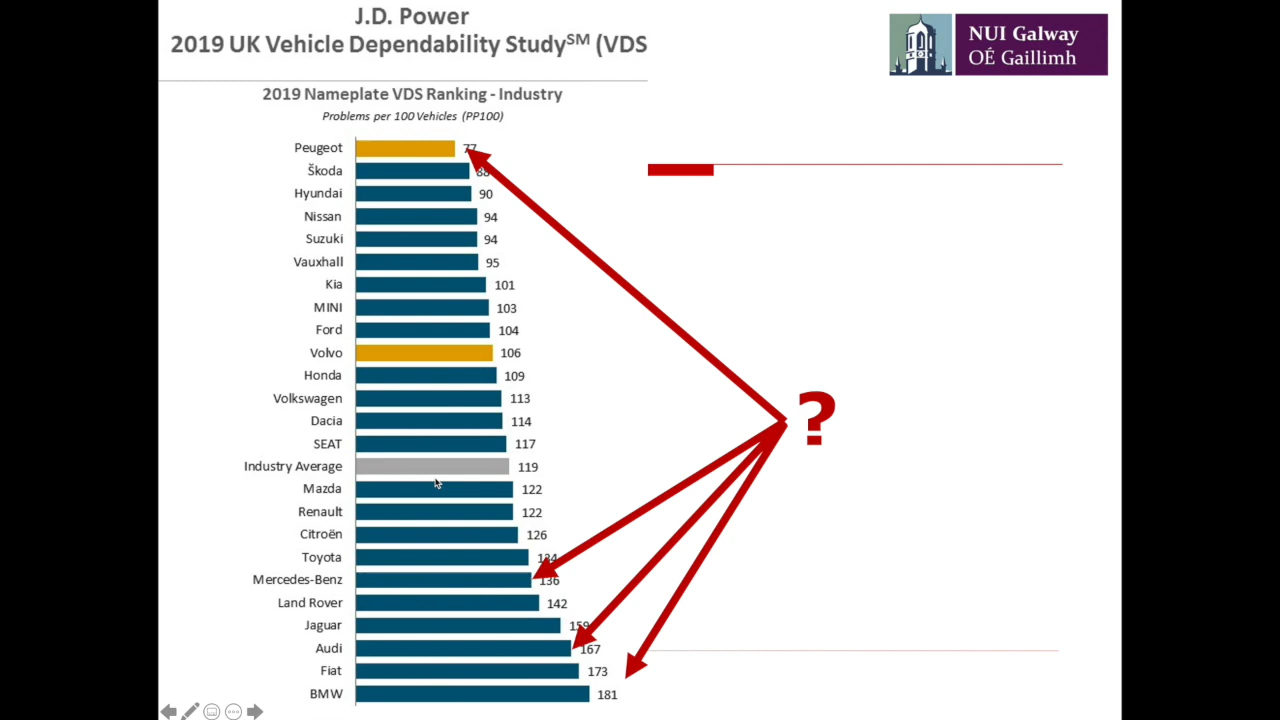 J.D. Power
2019 UK Vehicle Dependability StudySM (VDS
NUI Galway
OÉ Gaillimh
2019 Nameplate VDS Ranking - Industry
Problems per 100 Vehicles (PP100)
Peugeot 77
Škoda 88
Hyundai 90
Nissan 94
Suzuki 94
Vauxhall 95
Kia 101
MINI 103
Ford 104
Volvo 106
Honda 109
Volkswagen 113
Dacia 114
SEAT 117
Industry Average 119
Mazda 122
Renault 122
Citroën 126
Toyota 134
Mercedes-Benz 136
Land Rover 142
Jaguar 159
Audi 167
Fiat 173
BMW 181
?